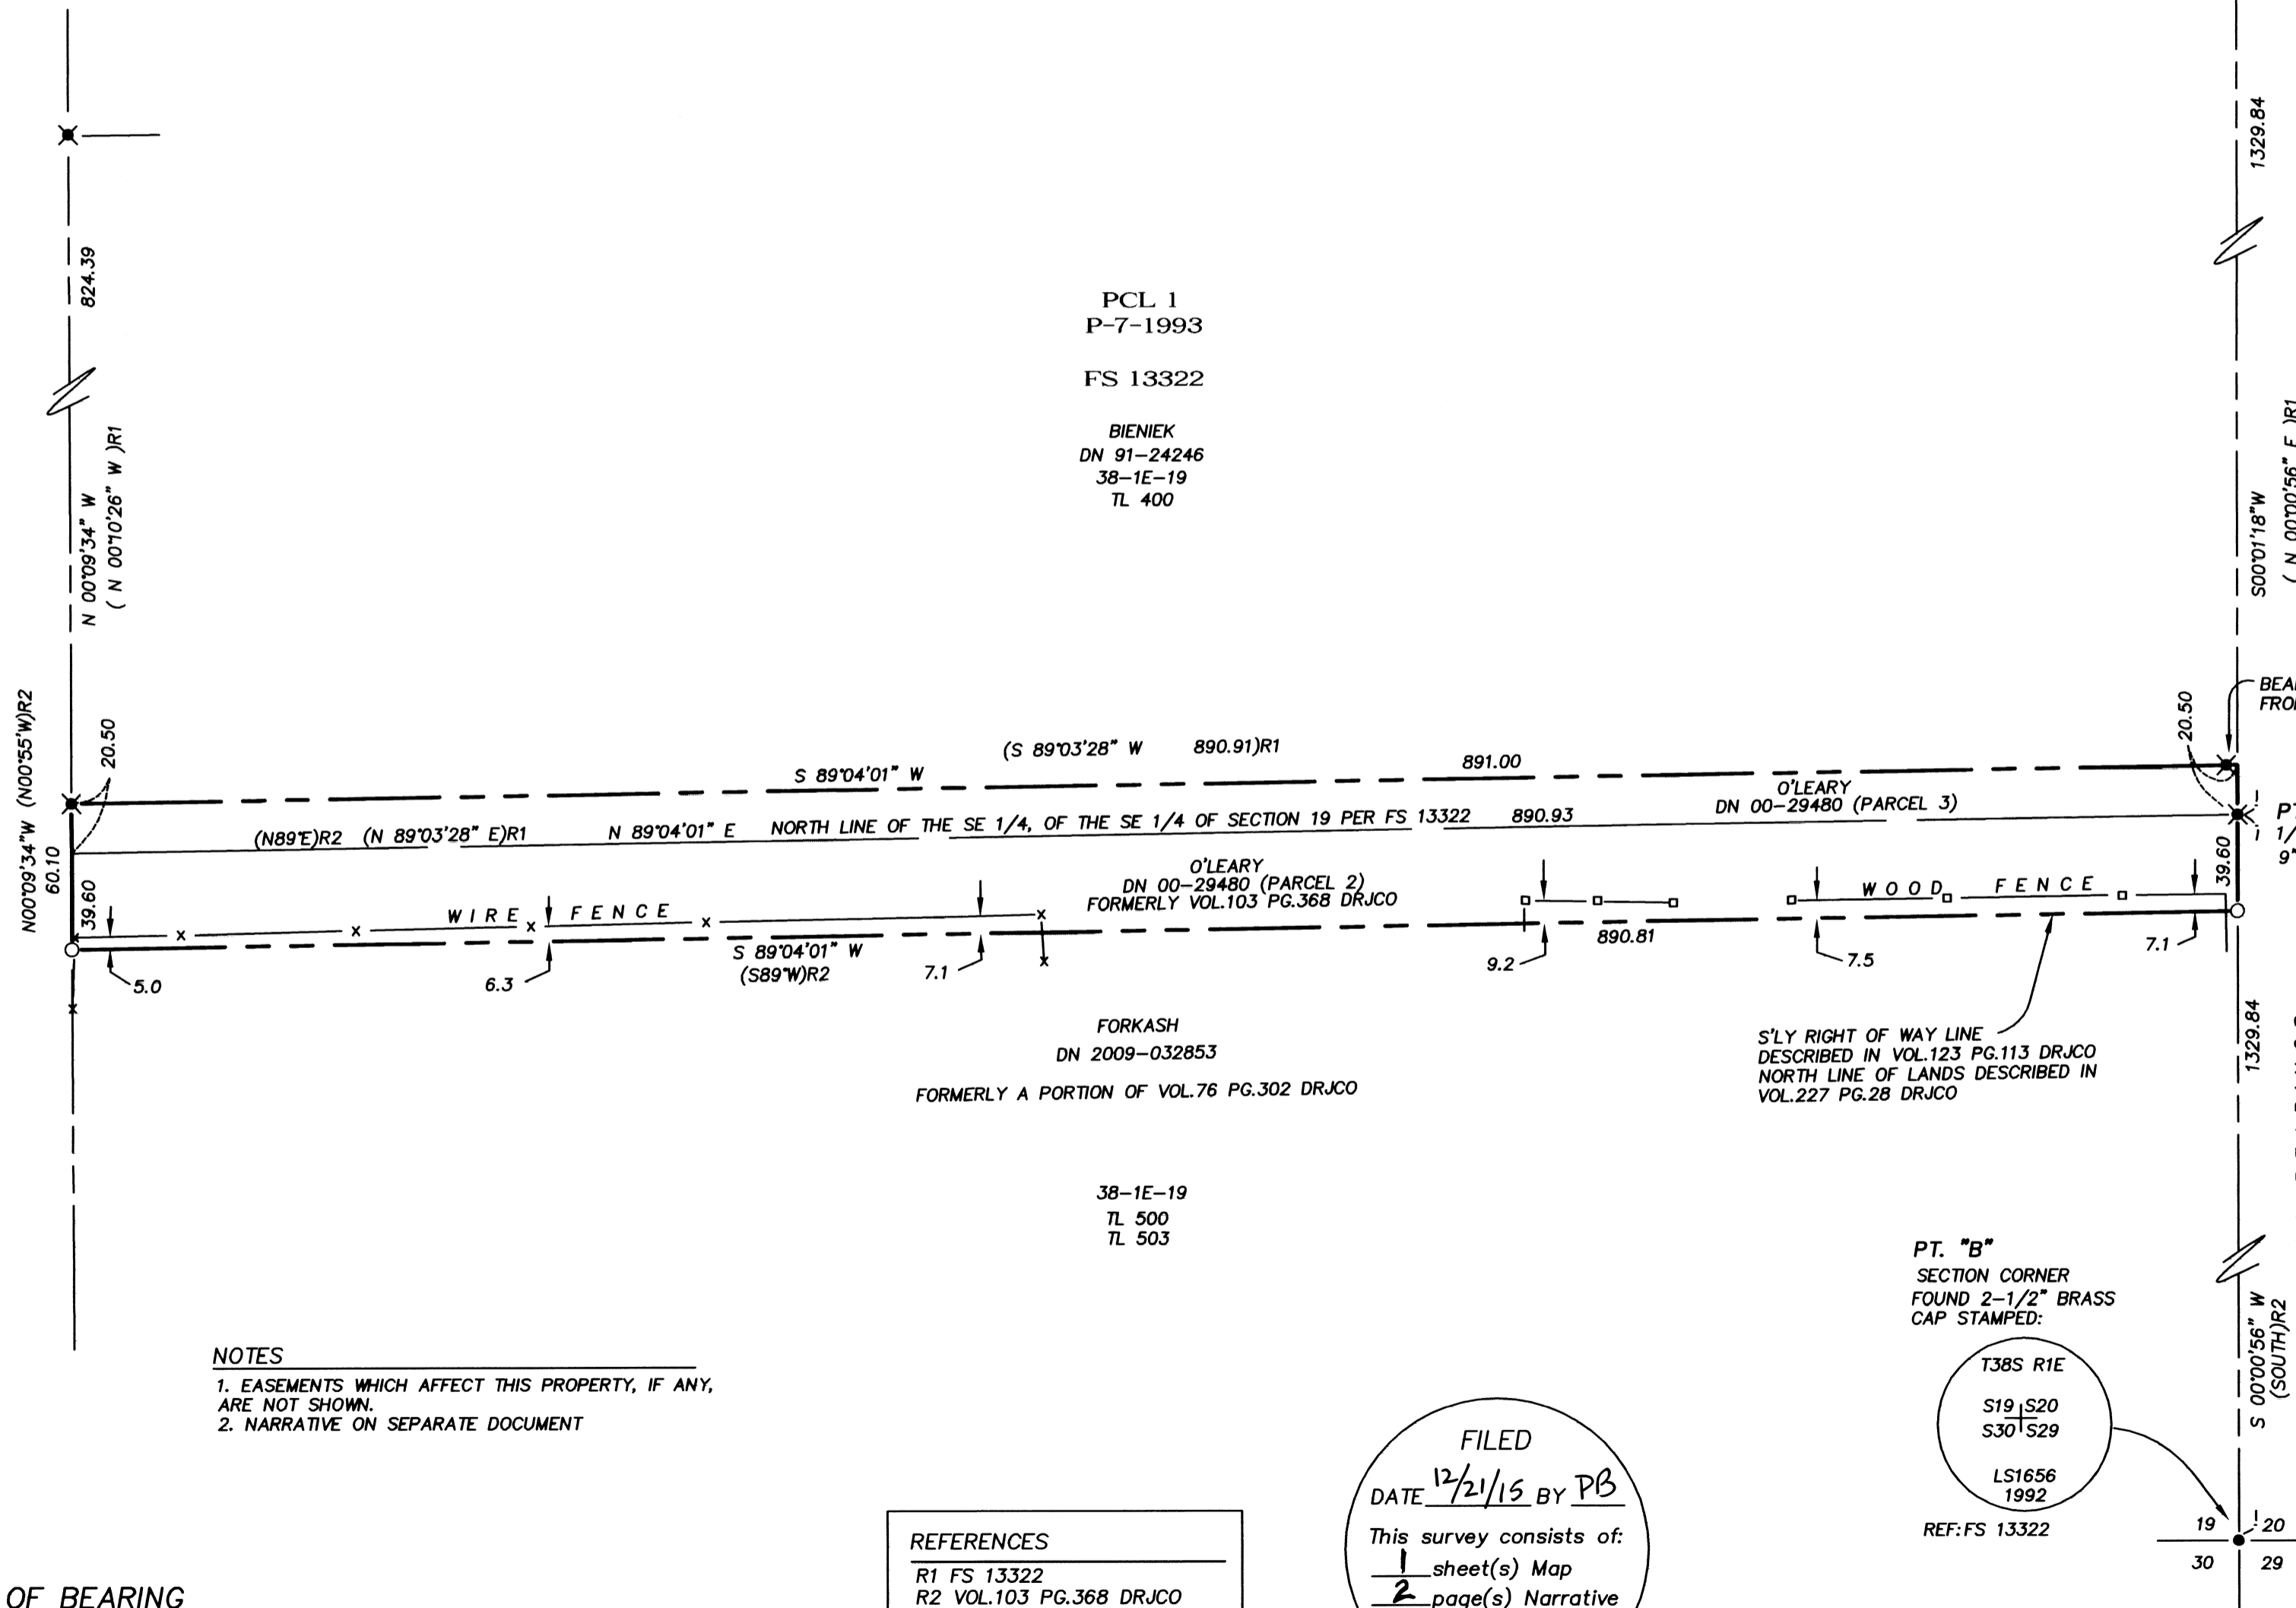 1329.84
824.39
PCL 1
P-7-1993
FS 13322
BIENIEK
DN 91-24246
38-1E-19
TL 400
N 00°09'34" W
( N 00°10'26" W )R1
S00°01'18"W
( N 00°00'56" E )R1
N00°09'34"W (N00°55'W)R2
60.10
20.50
39.60
20.50
39.60
(S 89°03'28" W 890.91)R1
S 89°04'01" W
891.00
O'LEARY
DN 00-29480 (PARCEL 3)
(N89°E)R2 (N 89°03'28" E)R1 N 89°04'01" E NORTH LINE OF THE SE 1/4, OF THE SE 1/4 OF SECTION 19 PER FS 13322 890.93
O'LEARY
DN 00-29480 (PARCEL 2)
FORMERLY VOL.103 PG.368 DRJCO
WIRE FENCE
WOOD FENCE
S 89°04'01" W
(S89°W)R2
890.81
5.0
6.3
7.1
9.2
7.5
7.1
FORKASH
DN 2009-032853
FORMERLY A PORTION OF VOL.76 PG.302 DRJCO
38-1E-19
TL 500
TL 503
S'LY RIGHT OF WAY LINE
DESCRIBED IN VOL.123 PG.113 DRJCO
NORTH LINE OF LANDS DESCRIBED IN
VOL.227 PG.28 DRJCO
1329.84
S 00°00'56" W
(SOUTH)R2
PT. "B"
SECTION CORNER
FOUND 2-1/2" BRASS
CAP STAMPED:
T38S R1E
S19 S20
S30 S29
LS1656
1992
REF: FS 13322
19 20
30 29
NOTES
1. EASEMENTS WHICH AFFECT THIS PROPERTY, IF ANY,
ARE NOT SHOWN.
2. NARRATIVE ON SEPARATE DOCUMENT
REFERENCES
R1 FS 13322
R2 VOL.103 PG.368 DRJCO
FILED
DATE 12/21/15 BY PB
This survey consists of:
1 sheet(s) Map
2 page(s) Narrative
OF BEARING